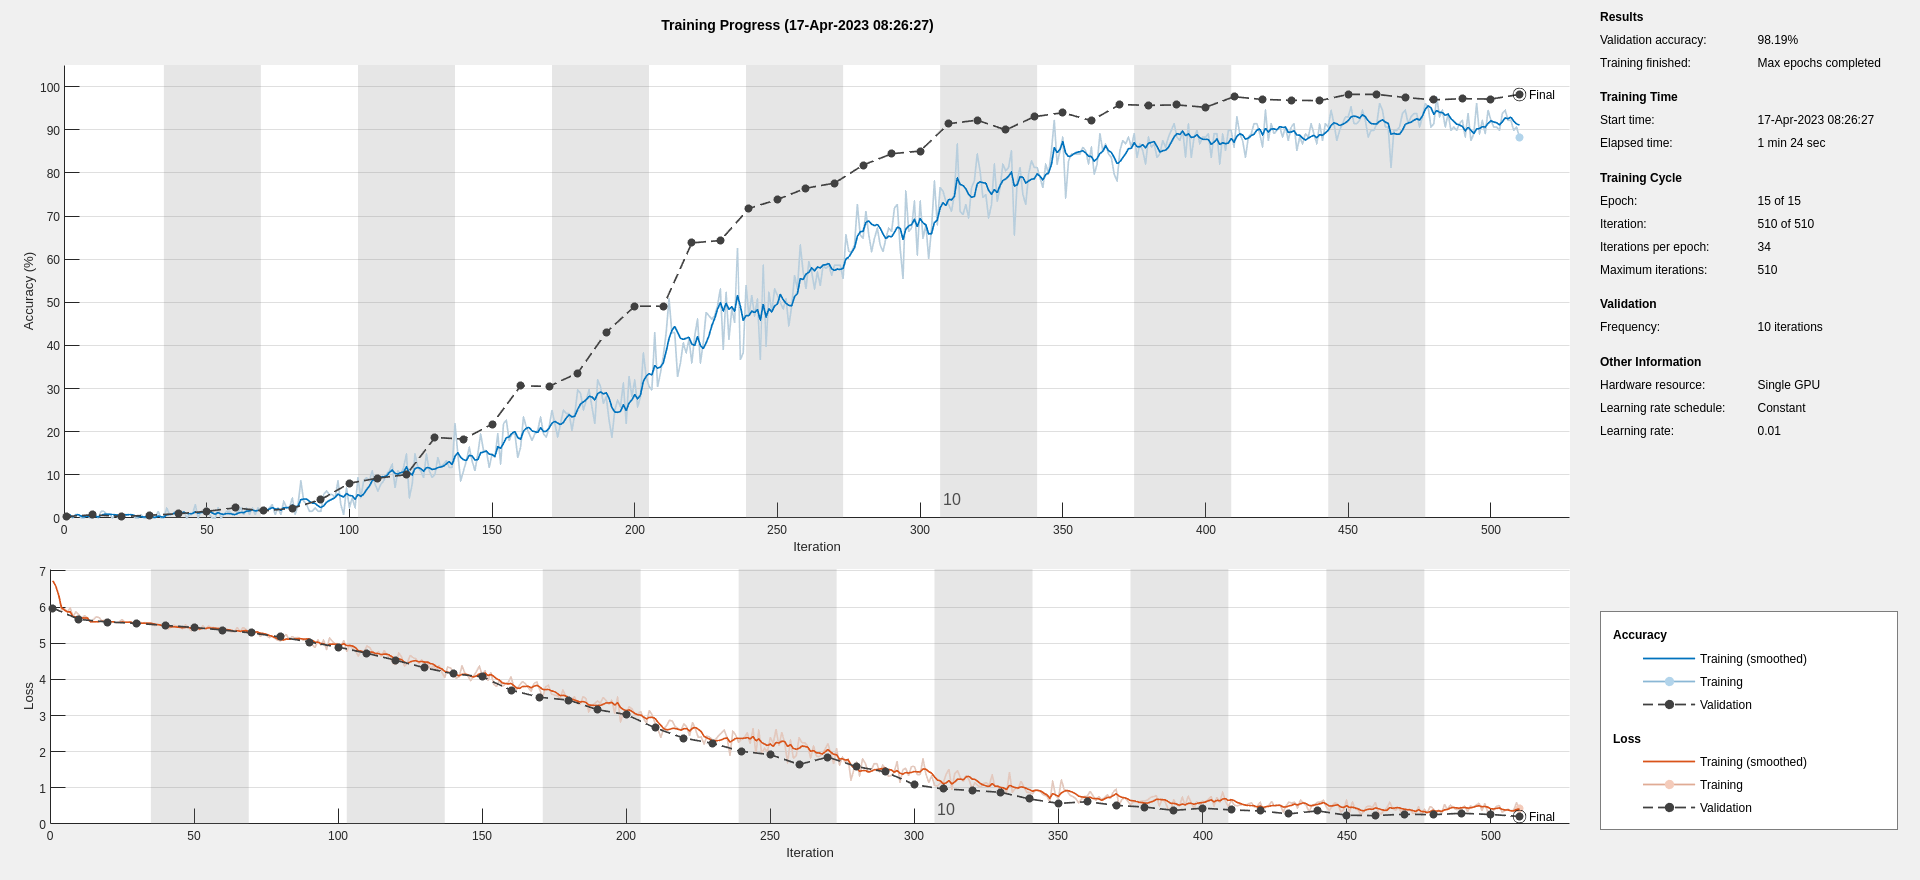 Training Progress (17-Apr-2023 08:26:27)
100
90
80
70
60
50
40
30
20
10
0
Accuracy (%)
10
Final
0 50 100 150 200 250 300 350 400 450 500
Iteration
7
6
5
4
3
2
1
0
Loss
10
Final
0 50 100 150 200 250 300 350 400 450 500
Iteration
Results
Validation accuracy: 98.19%
Training finished: Max epochs completed
Training Time
Start time: 17-Apr-2023 08:26:27
Elapsed time: 1 min 24 sec
Training Cycle
Epoch: 15 of 15
Iteration: 510 of 510
Iterations per epoch: 34
Maximum iterations: 510
Validation
Frequency: 10 iterations
Other Information
Hardware resource: Single GPU
Learning rate schedule: Constant
Learning rate: 0.01
Accuracy
Training (smoothed)
Training
Validation
Loss
Training (smoothed)
Training
Validation